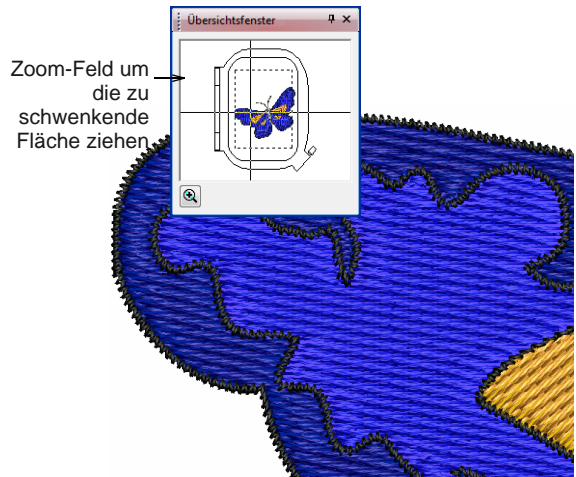 Übersichtsfenster
Zoom-Feld um
die zu
schwenkende
Fläche ziehen